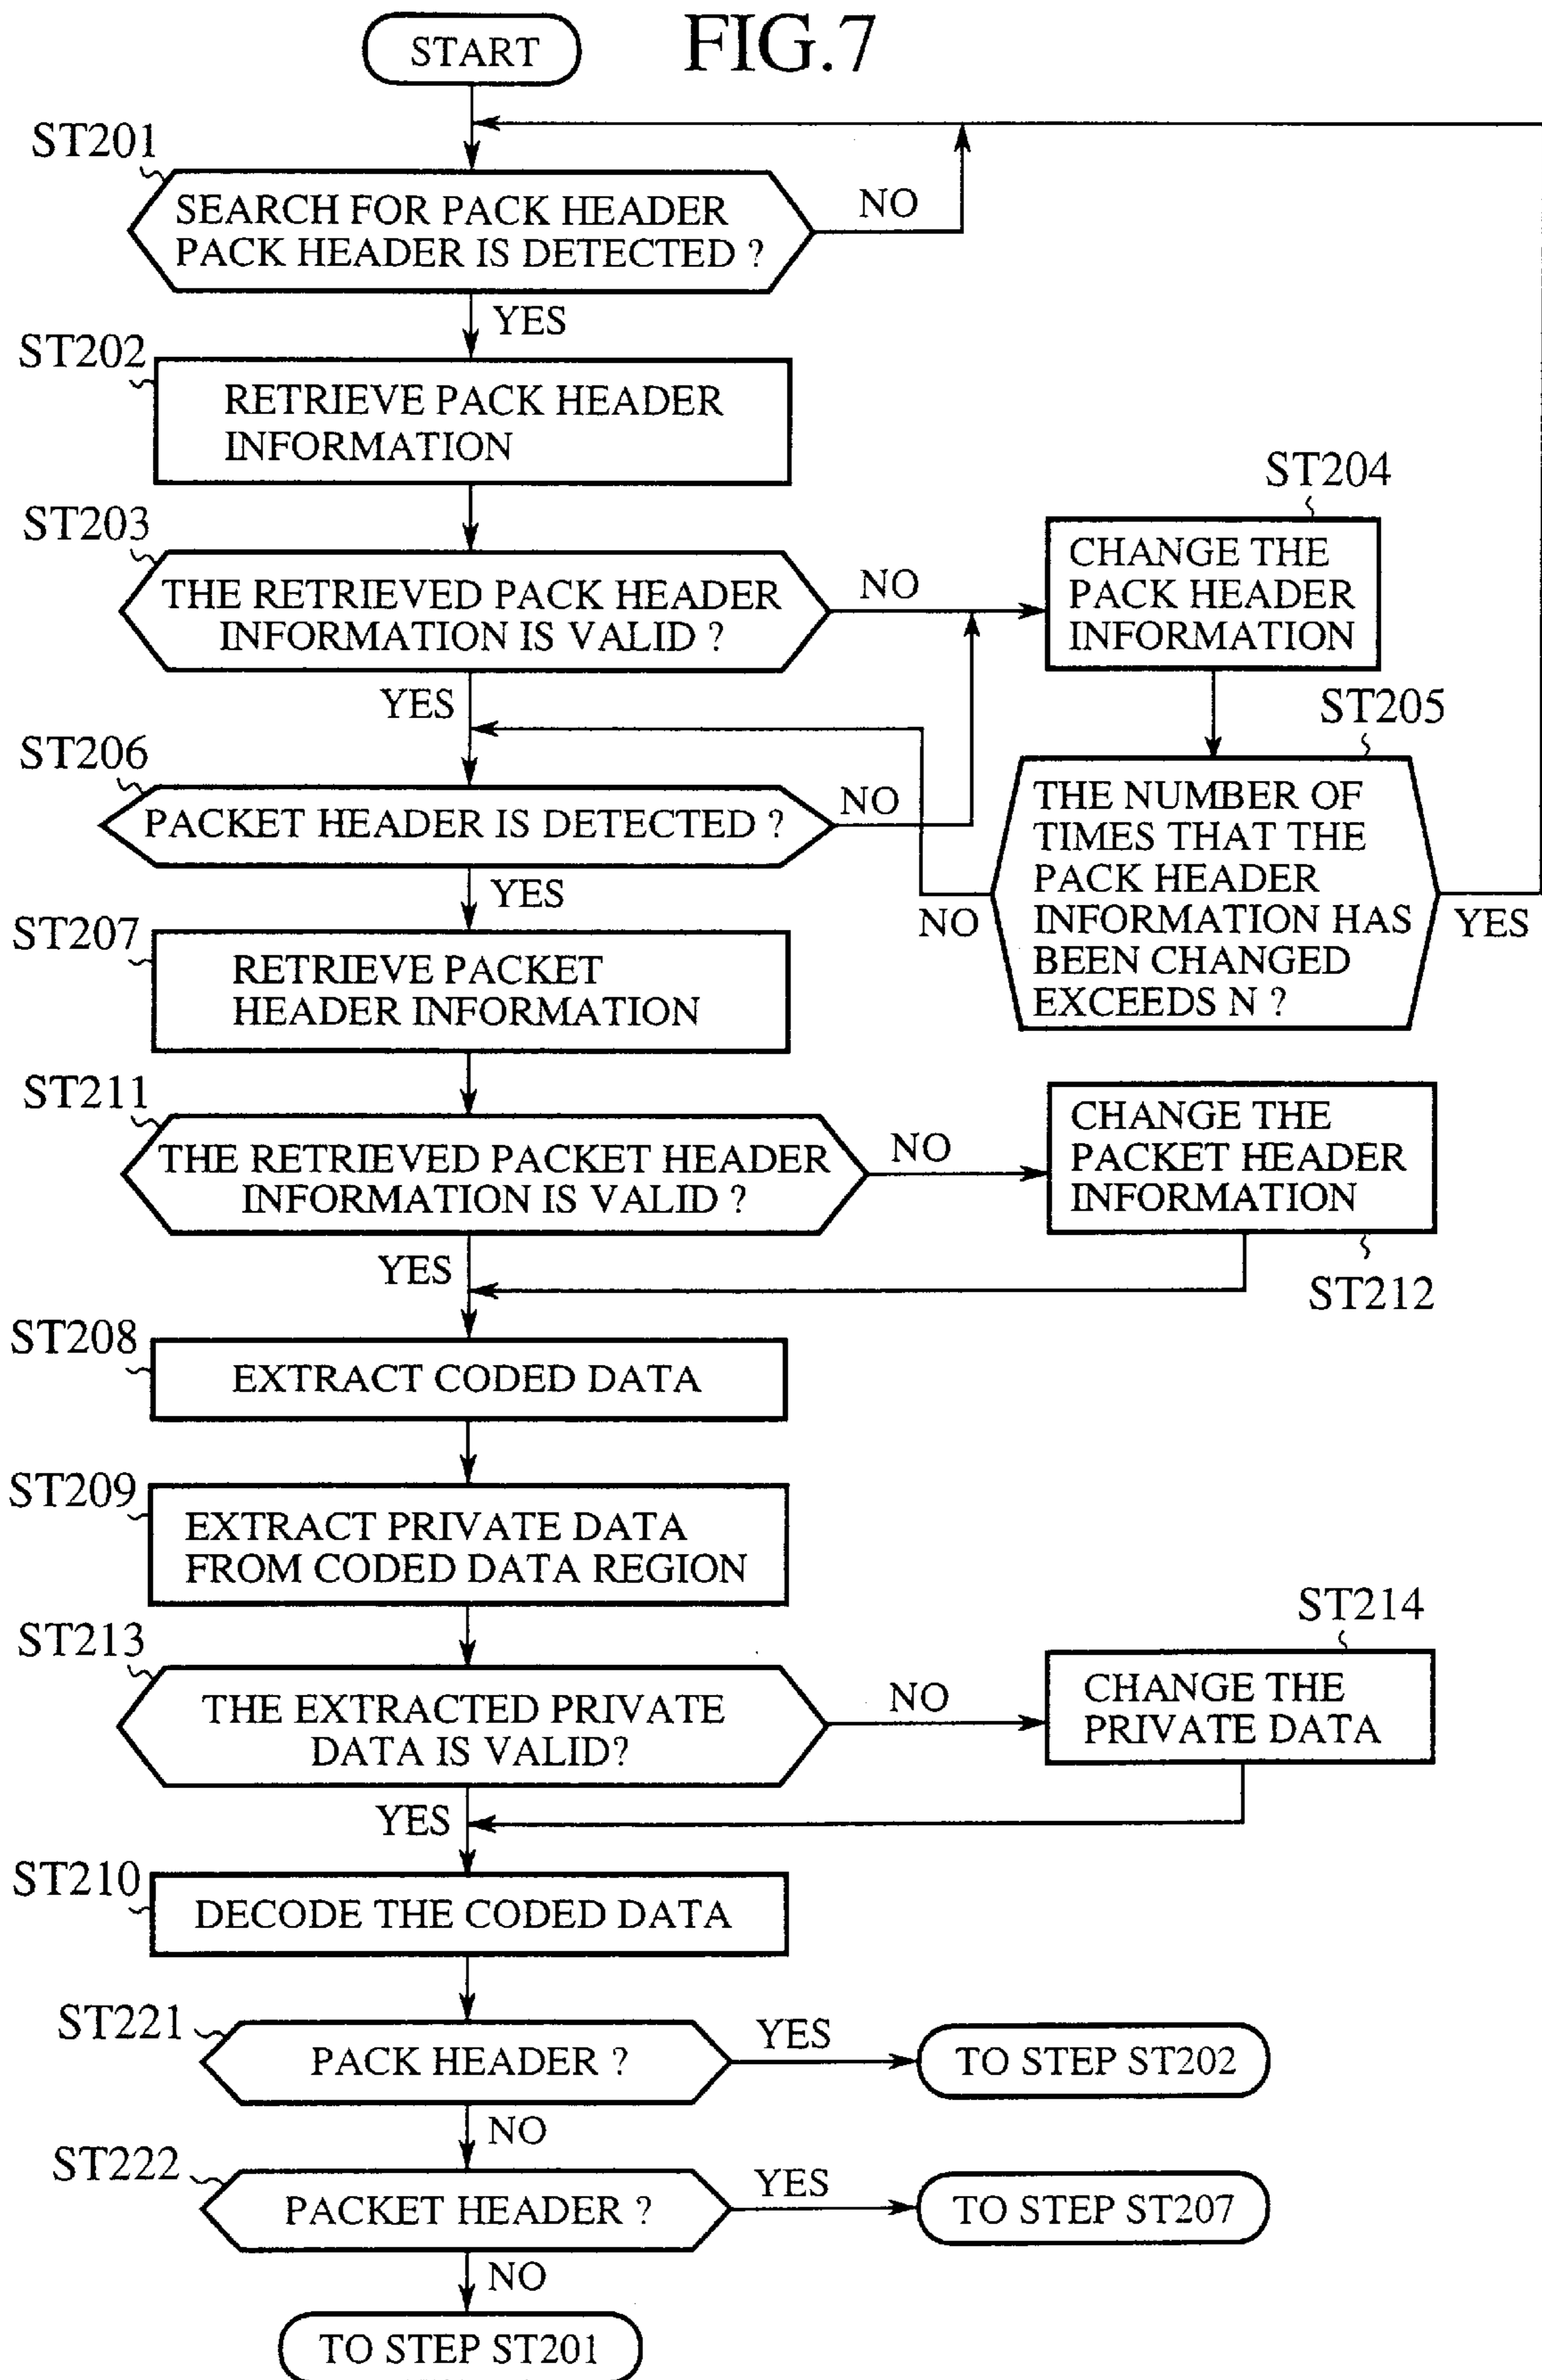 FIG.7
START
ST201
SEARCH FOR PACK HEADER
PACK HEADER IS DETECTED ?
NO
YES
ST202
RETRIEVE PACK HEADER
INFORMATION
ST203
THE RETRIEVED PACK HEADER
INFORMATION IS VALID ?
NO
YES
ST204
CHANGE THE
PACK HEADER
INFORMATION
ST205
THE NUMBER OF
TIMES THAT THE
PACK HEADER
INFORMATION HAS
BEEN CHANGED
EXCEEDS N ?
NO
YES
ST206
PACKET HEADER IS DETECTED ?
NO
YES
ST207
RETRIEVE PACKET
HEADER INFORMATION
ST211
THE RETRIEVED PACKET HEADER
INFORMATION IS VALID ?
NO
YES
CHANGE THE
PACKET HEADER
INFORMATION
ST212
ST208
EXTRACT CODED DATA
ST209
EXTRACT PRIVATE DATA
FROM CODED DATA REGION
ST213
THE EXTRACTED PRIVATE
DATA IS VALID?
NO
YES
ST214
CHANGE THE
PRIVATE DATA
ST210
DECODE THE CODED DATA
ST221
PACK HEADER ?
YES
TO STEP ST202
NO
ST222
PACKET HEADER ?
YES
TO STEP ST207
NO
TO STEP ST201